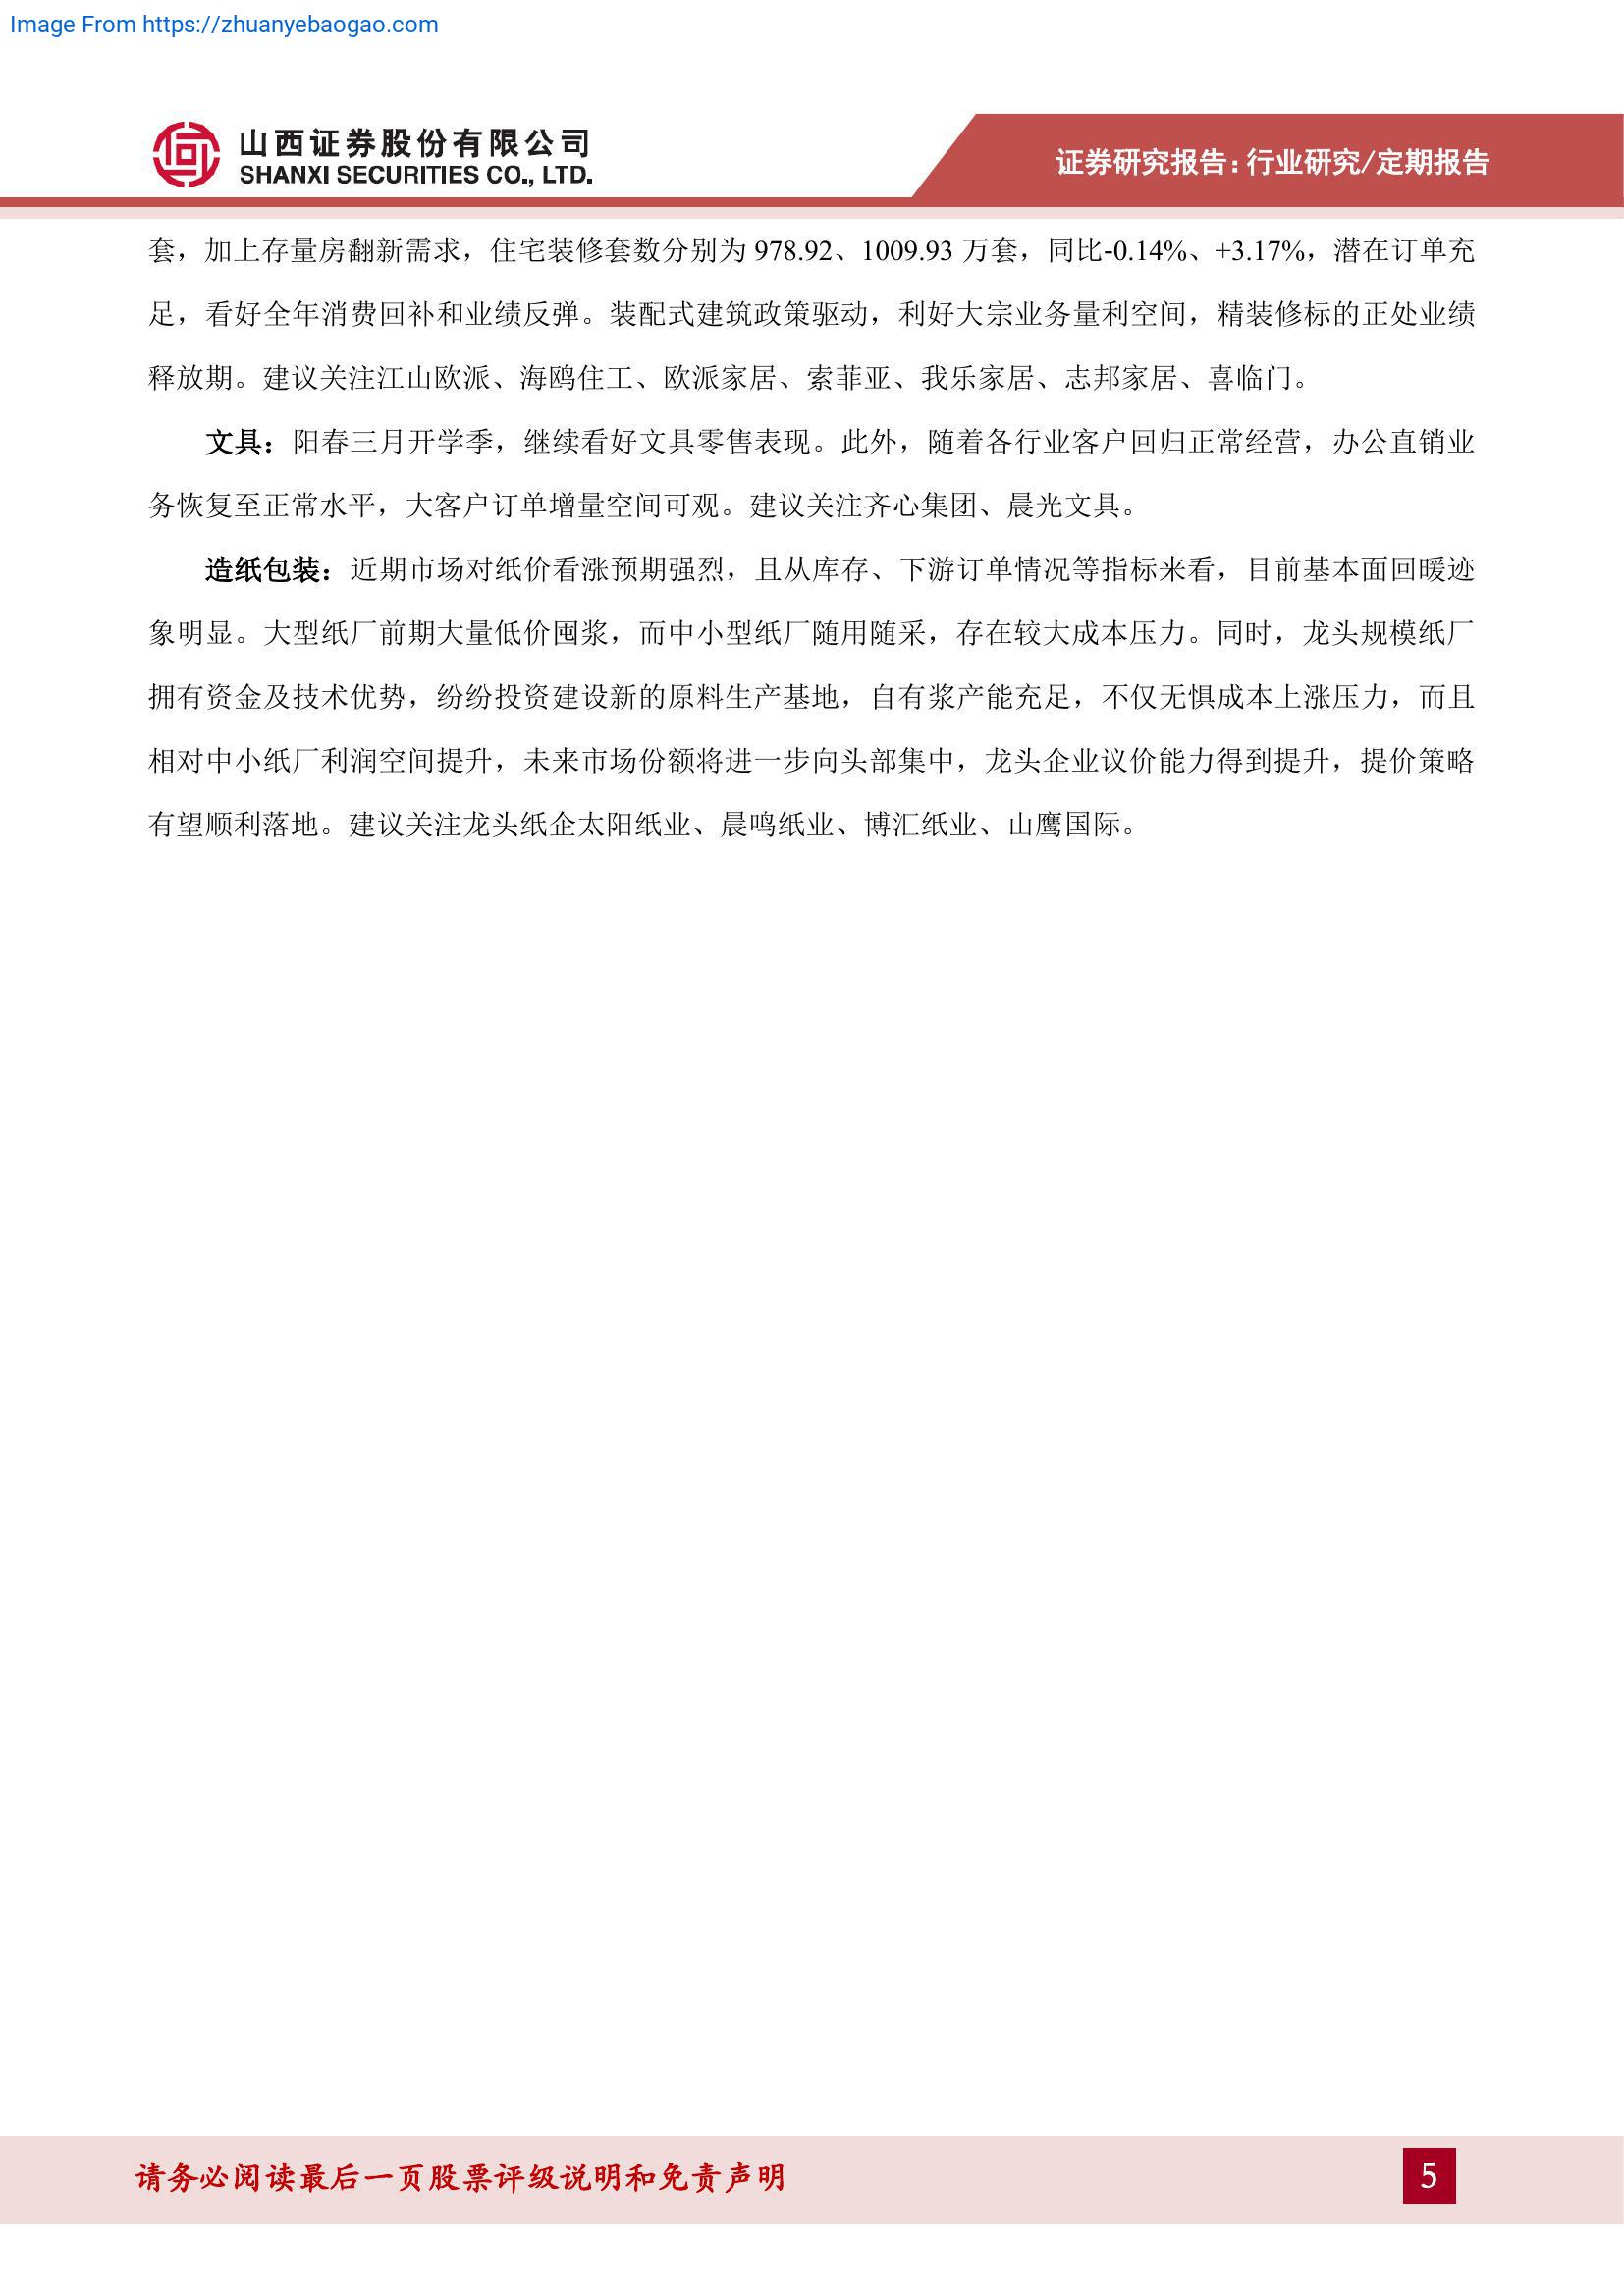 Image From https://zhuanyebaogao.com
山西证券股份有限公司
SHANXI SECURITIES CO., LTD.
证券研究报告：行业研究/定期报告
套，加上存量房翻新需求，住宅装修套数分别为 978.92、1009.93 万套，同比-0.14%、+3.17%，潜在订单充
足，看好全年消费回补和业绩反弹。装配式建筑政策驱动，利好大宗业务量利空间，精装修标的正处业绩
释放期。建议关注江山欧派、海鸥住工、欧派家居、索菲亚、我乐家居、志邦家居、喜临门。
文具：阳春三月开学季，继续看好文具零售表现。此外，随着各行业客户回归正常经营，办公直销业
务恢复至正常水平，大客户订单增量空间可观。建议关注齐心集团、晨光文具。
造纸包装：近期市场对纸价看涨预期强烈，且从库存、下游订单情况等指标来看，目前基本面回暖迹
象明显。大型纸厂前期大量低价囤浆，而中小型纸厂随用随采，存在较大成本压力。同时，龙头规模纸厂
拥有资金及技术优势，纷纷投资建设新的原料生产基地，自有浆产能充足，不仅无惧成本上涨压力，而且
相对中小纸厂利润空间提升，未来市场份额将进一步向头部集中，龙头企业议价能力得到提升，提价策略
有望顺利落地。建议关注龙头纸企太阳纸业、晨鸣纸业、博汇纸业、山鹰国际。
请务必阅读最后一页股票评级说明和免责声明
5